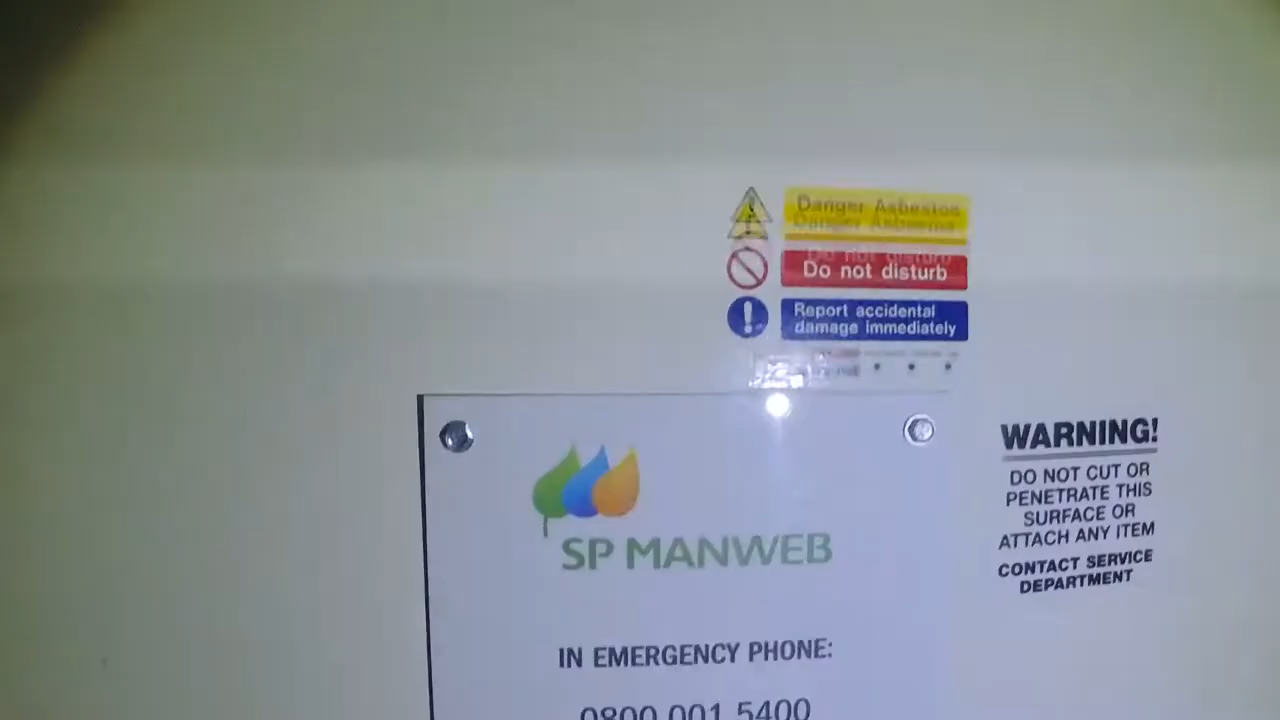 Danger Asbestos
Do not disturb
Report accidental
damage immediately
SP MANWEB
IN EMERGENCY PHONE:
0800 001 5400
WARNING!
DO NOT CUT OR
PENETRATE THIS
SURFACE OR
ATTACH ANY ITEM
CONTACT SERVICE
DEPARTMENT